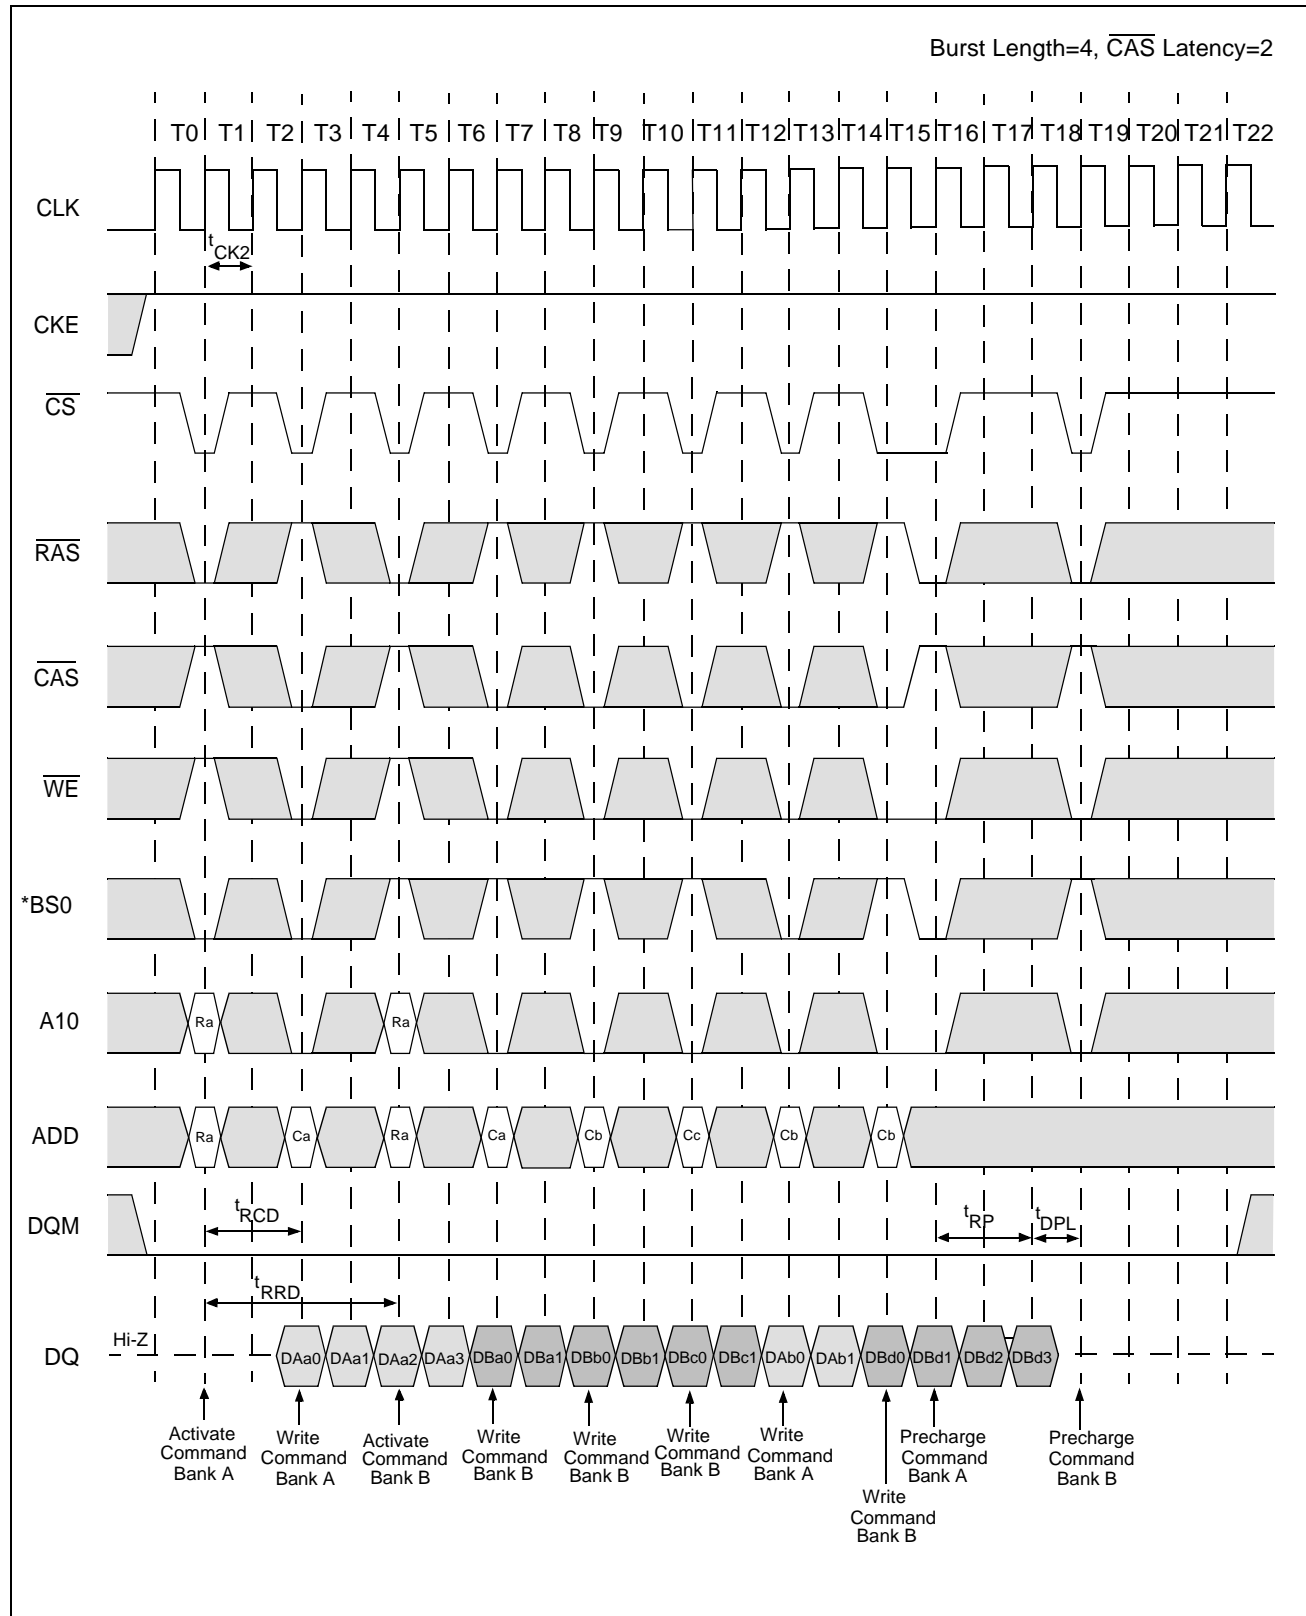 Burst Length=4, CAS Latency=2
T0 T1 T2 T3 T4 T5 T6 T7 T8 T9 T10 T11 T12 T13 T14 T15 T16 T17 T18 T19 T20 T21 T22
CLK
tCK2
CKE
CS
RAS
CAS
WE
*BS0
A10
Ra Ra
ADD
Ra Ca Ra Ca Cb Cc Cb Cb
DQM
tRCD tRP tDPL
tRRD
Hi-Z
DQ
DAa0 DAa1 DAa2 DAa3 DBa0 DBa1 DBb0 DBb1 DBc0 DBc1 DAb0 DAb1 DBd0 DBd1 DBd2 DBd3
Activate
Command
Bank A
Write
Command
Bank A
Activate
Command
Bank B
Write
Command
Bank B
Write
Command
Bank B
Write
Command
Bank B
Write
Command
Bank A
Write
Command
Bank B
Precharge
Command
Bank A
Precharge
Command
Bank B